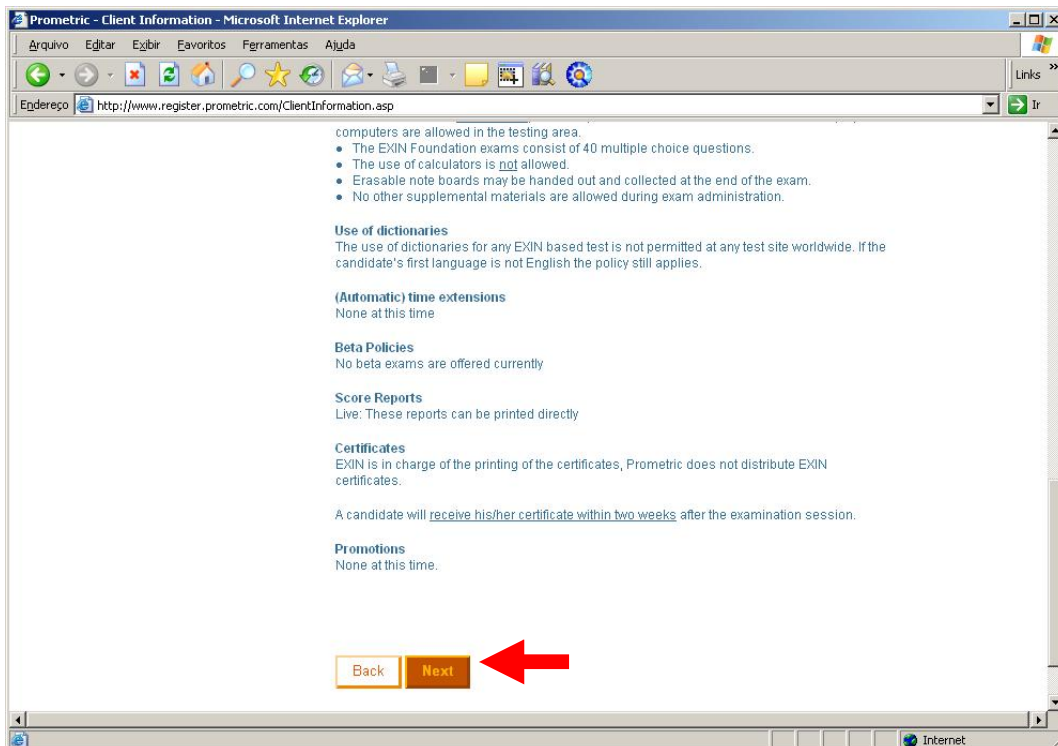 Prometric - Client Information - Microsoft Internet Explorer
Arquivo Editar Exibir Favoritos Ferramentas Ajuda
Links »
Endereço http://www.register.prometric.com/ClientInformation.asp Ir
computers are allowed in the testing area.
• The EXIN Foundation exams consist of 40 multiple choice questions.
• The use of calculators is not allowed.
• Erasable note boards may be handed out and collected at the end of the exam.
• No other supplemental materials are allowed during exam administration.
Use of dictionaries
The use of dictionaries for any EXIN based test is not permitted at any test site worldwide. If the
candidate's first language is not English the policy still applies.
(Automatic) time extensions
None at this time
Beta Policies
No beta exams are offered currently
Score Reports
Live: These reports can be printed directly
Certificates
EXIN is in charge of the printing of the certificates, Prometric does not distribute EXIN
certificates.
A candidate will receive his/her certificate within two weeks after the examination session.
Promotions
None at this time.
Back Next
Internet